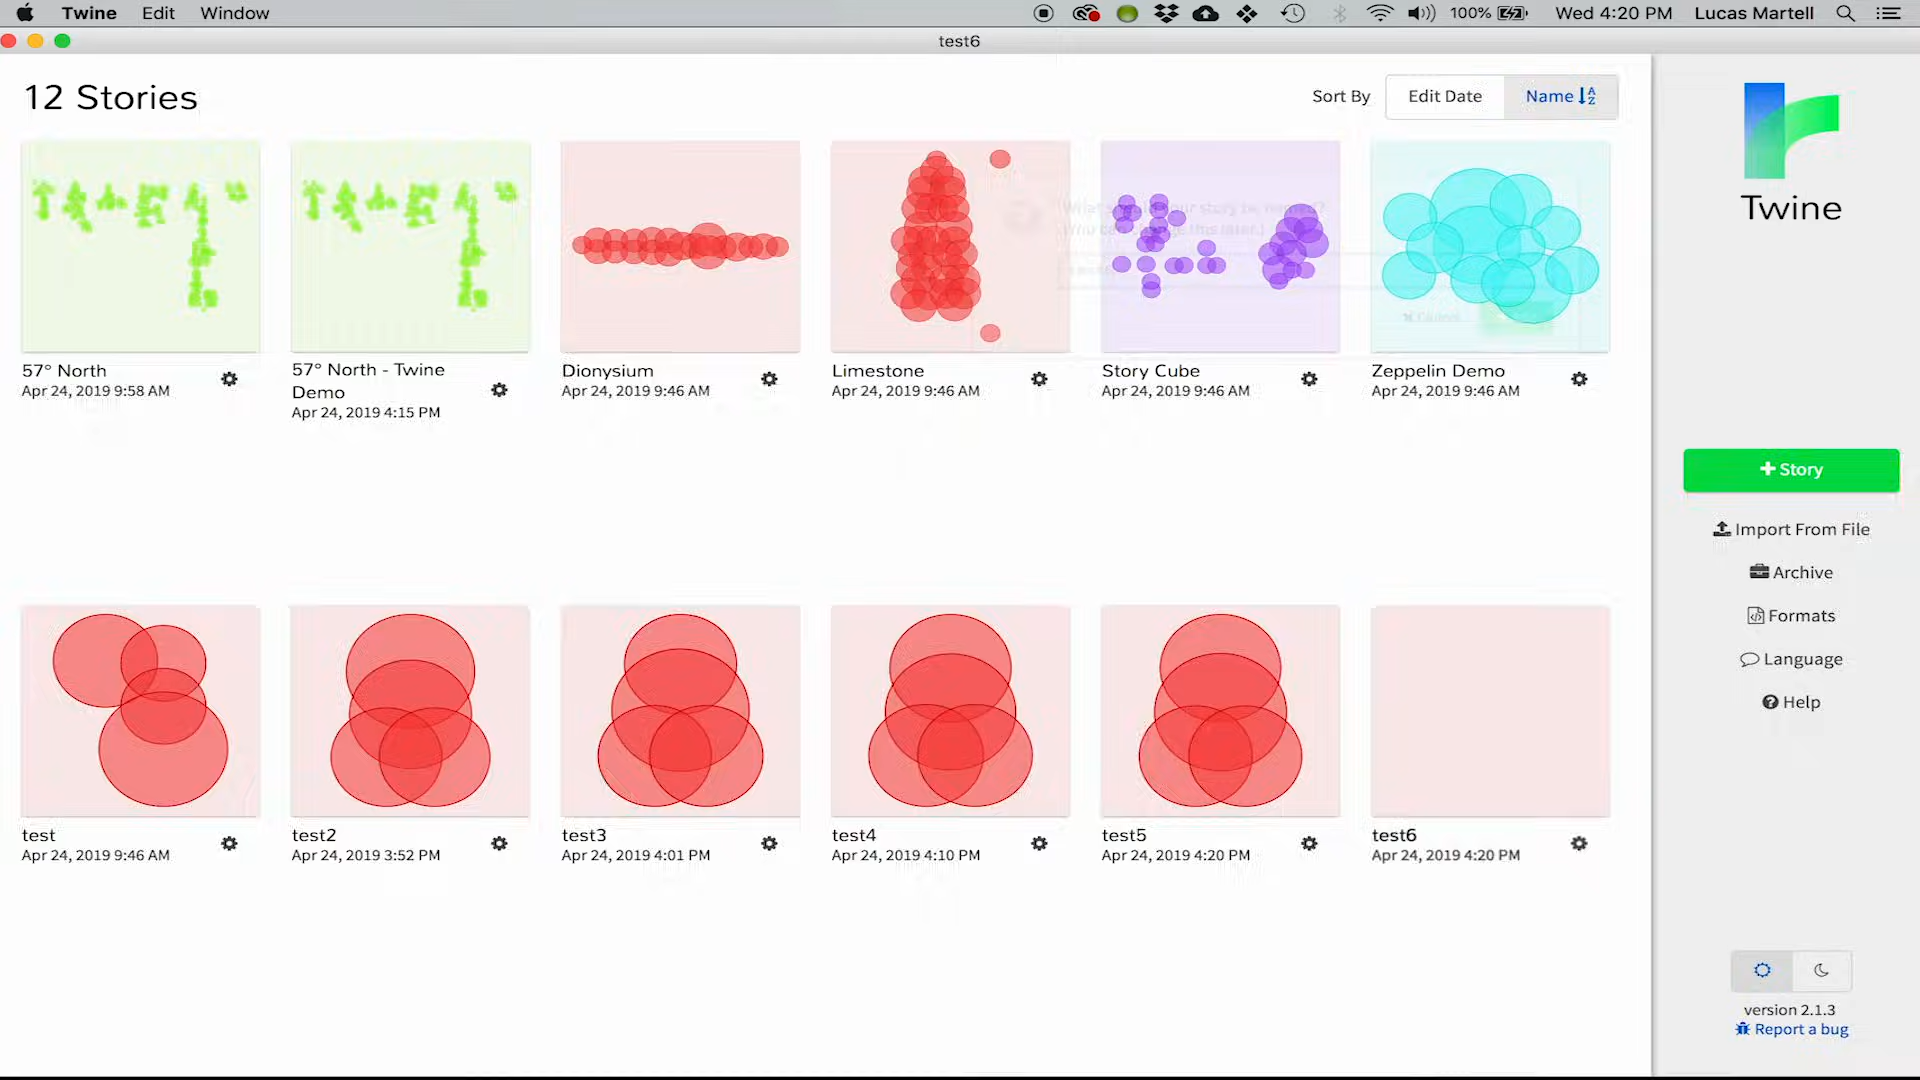 Twine Edit Window 100% Wed 4:20 PM Lucas Martell
test6
12 Stories
Sort By Edit Date Name
Twine
57° North
Apr 24, 2019 9:58 AM
57° North - Twine
Demo
Apr 24, 2019 4:15 PM
Dionysium
Apr 24, 2019 9:46 AM
Limestone
Apr 24, 2019 9:46 AM
Story Cube
Apr 24, 2019 9:46 AM
Zeppelin Demo
Apr 24, 2019 9:46 AM
+ Story
Import From File
Archive
Formats
Language
Help
test
Apr 24, 2019 9:46 AM
test2
Apr 24, 2019 3:52 PM
test3
Apr 24, 2019 4:01 PM
test4
Apr 24, 2019 4:10 PM
test5
Apr 24, 2019 4:20 PM
test6
Apr 24, 2019 4:20 PM
version 2.1.3
Report a bug